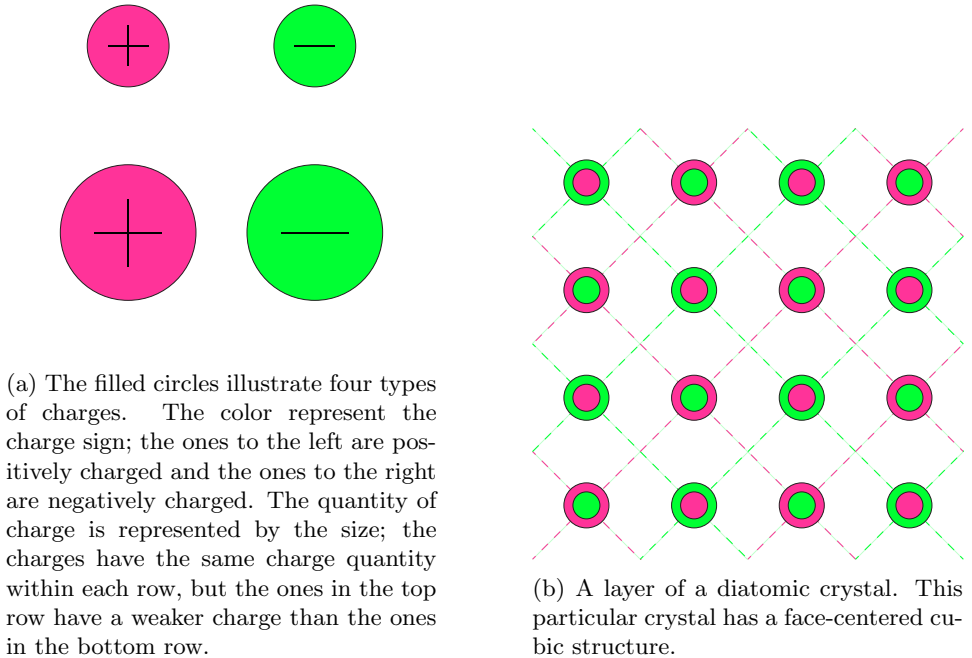 (a) The filled circles illustrate four types
of charges. The color represent the
charge sign; the ones to the left are pos-
itively charged and the ones to the right
are negatively charged. The quantity of
charge is represented by the size; the
charges have the same charge quantity
within each row, but the ones in the top
row have a weaker charge than the ones
in the bottom row.
(b) A layer of a diatomic crystal. This
particular crystal has a face-centered cu-
bic structure.